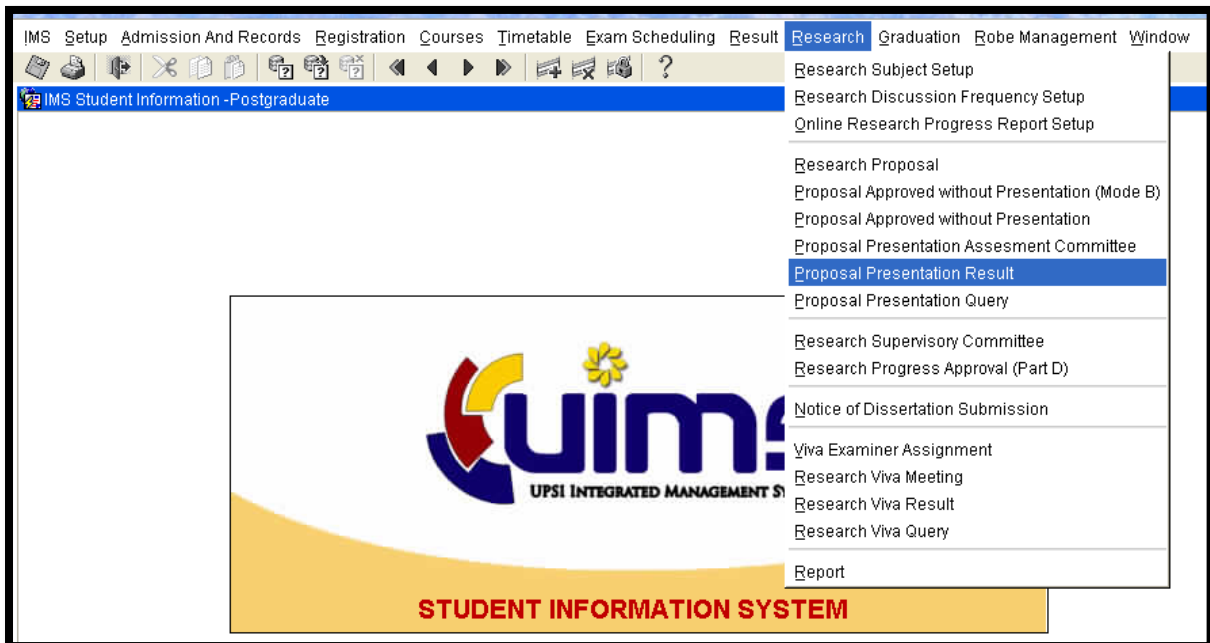 IMS Setup Admission And Records Registration Courses Timetable Exam Scheduling Result Research Graduation Robe Management Window
IMS Student Information -Postgraduate
Research Subject Setup
Research Discussion Frequency Setup
Online Research Progress Report Setup
Research Proposal
Proposal Approved without Presentation (Mode B)
Proposal Approved without Presentation
Proposal Presentation Assesment Committee
Proposal Presentation Result
Proposal Presentation Query
Research Supervisory Committee
Research Progress Approval (Part D)
Notice of Dissertation Submission
Viva Examiner Assignment
Research Viva Meeting
Research Viva Result
Research Viva Query
Report
uims
UPSI INTEGRATED MANAGEMENT
STUDENT INFORMATION SYSTEM